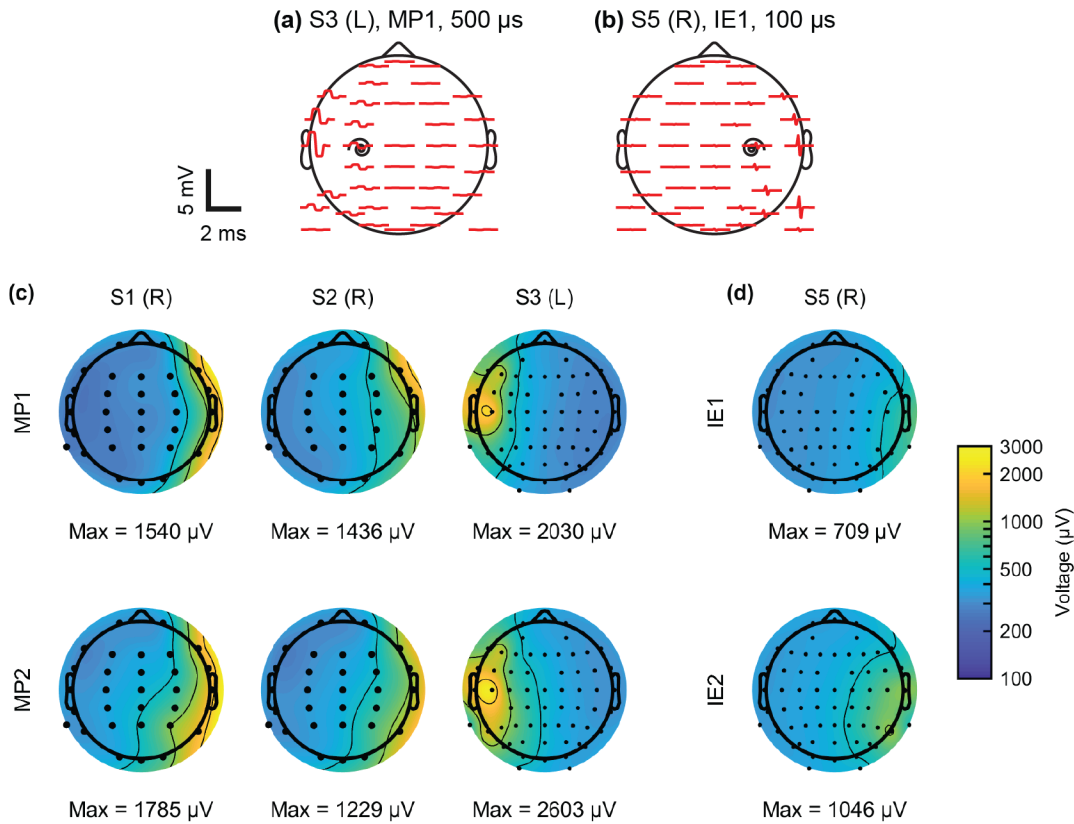 (a) S3 (L), MP1, 500 µs
(b) S5 (R), IE1, 100 µs
5 mV
2 ms
(c)
S1 (R)
S2 (R)
S3 (L)
(d)
S5 (R)
MP1
IE1
Max = 1540 µV
Max = 1436 µV
Max = 2030 µV
Max = 709 µV
MP2
IE2
Max = 1785 µV
Max = 1229 µV
Max = 2603 µV
Max = 1046 µV
3000
2000
1000
500
200
100
Voltage (µV)